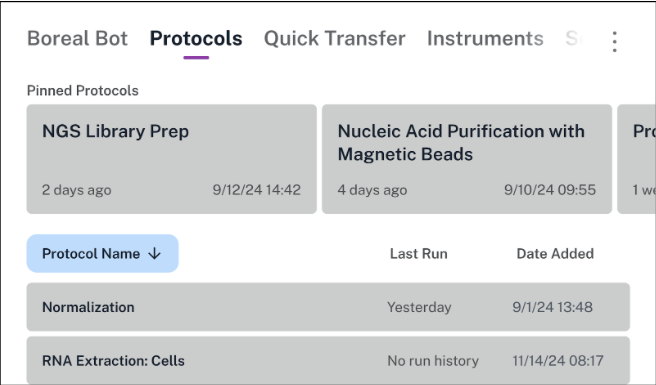 Boreal Bot Protocols Quick Transfer Instruments S
Pinned Protocols
NGS Library Prep
2 days ago 9/12/24 14:42
Nucleic Acid Purification with
Magnetic Beads
4 days ago 9/10/24 09:55
Pro
1 we
Protocol Name ↓ Last Run Date Added
Normalization Yesterday 9/1/24 13:48
RNA Extraction: Cells No run history 11/14/24 08:17